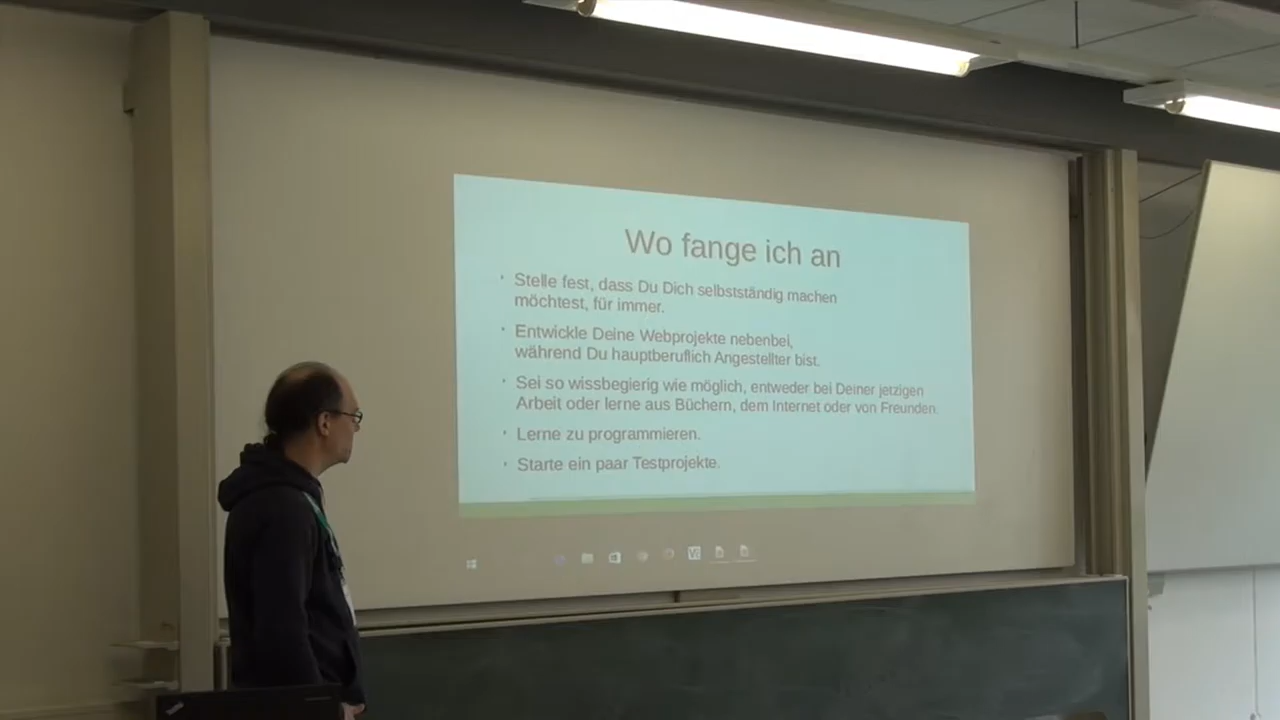 Wo fange ich an
Stelle fest, dass Du Dich selbstständig machen
möchtest, für immer.
Entwickle Deine Webprojekte nebenbei,
während Du hauptberuflich Angestellter bist.
Sei so wissbegierig wie möglich, entweder bei Deiner jetzigen
Arbeit oder lerne aus Büchern, dem Internet oder von Freunden.
Lerne zu programmieren.
Starte ein paar Testprojekte.